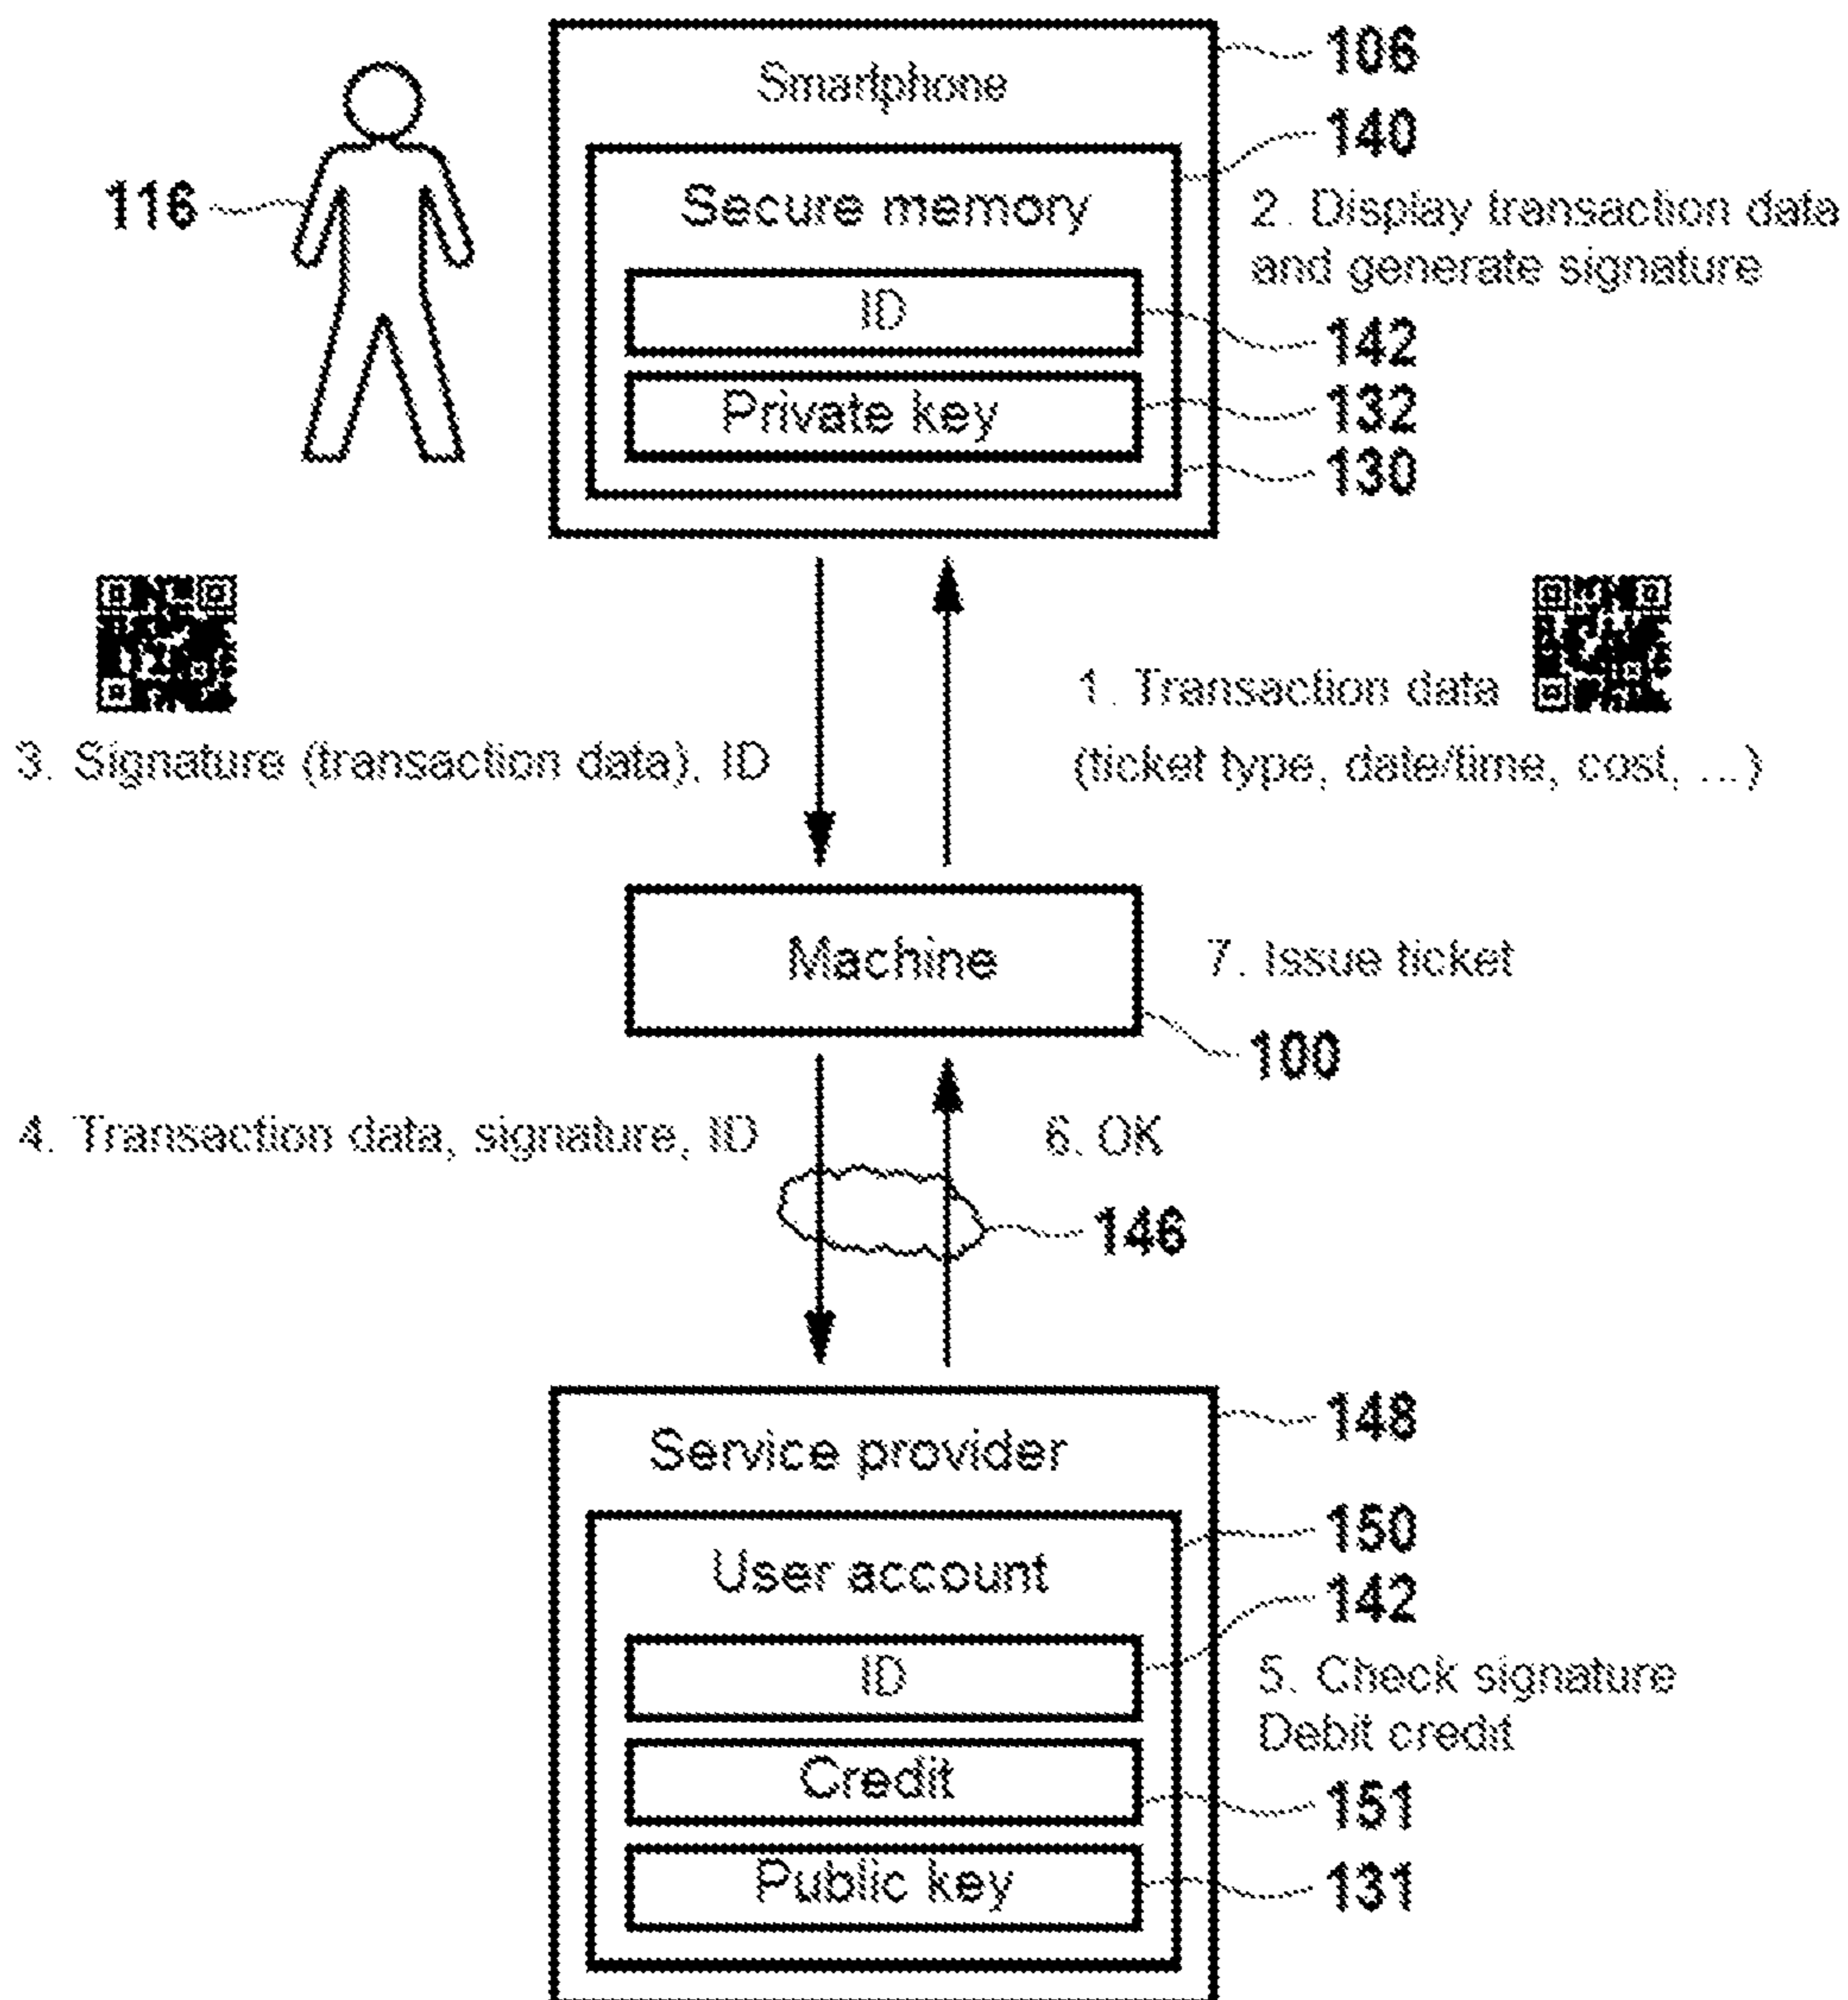 106
Smartphone
140
Secure memory
116
2. Display transaction data
and generate signature
ID
142
Private key
132
130
1. Transaction data
(ticket type, date/time, cost, ...)
3. Signature (transaction data), ID
Machine
7. Issue ticket
100
4. Transaction data, signature, ID
6. OK
146
148
Service provider
150
User account
142
ID
5. Check signature
Debit credit
Credit
151
Public key
131